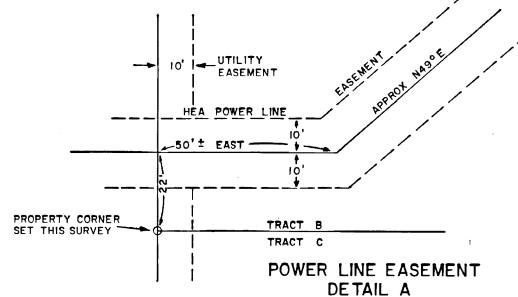 10'
UTILITY
EASEMENT
EASEMENT
APPROX N49°E
HEA POWER LINE
10'
50'± EAST
10'
22'
PROPERTY CORNER
SET THIS SURVEY
TRACT B
TRACT C
POWER LINE EASEMENT
DETAIL A